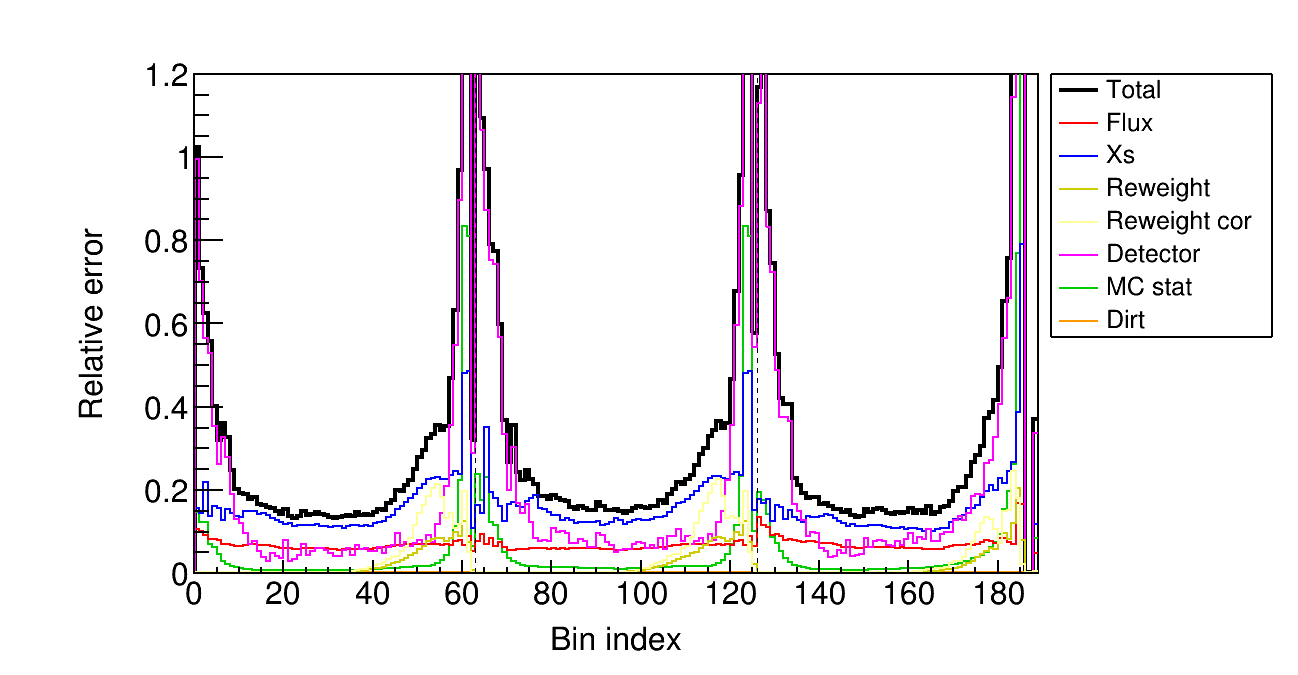 1.2
1
0.8
0.6
0.4
0.2
0
Relative error
0 20 40 60 80 100 120 140 160 180
Bin index
Total
Flux
Xs
Reweight
Reweight cor
Detector
MC stat
Dirt